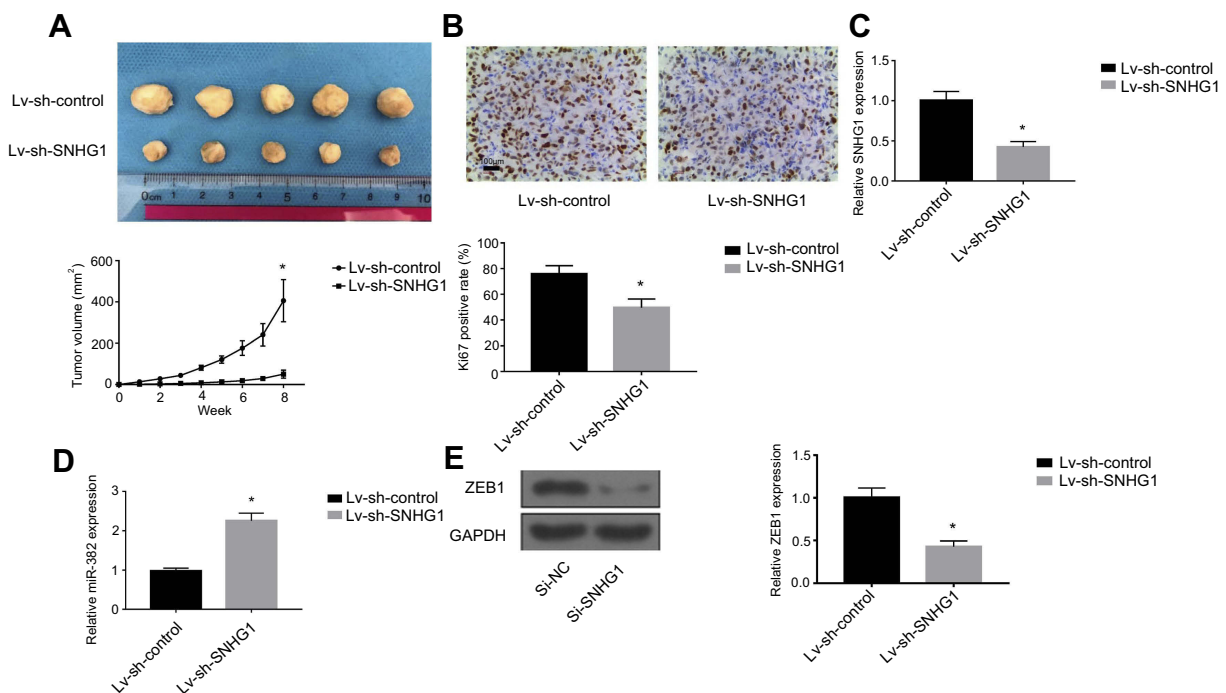 A
Lv-sh-control
Lv-sh-SNHG1
0cm 1 2 3 4 5 6 7 8 9 10
Tumor volume (mm²)
600
400
200
0
0 2 4 6 8
Week
*
Lv-sh-control
Lv-sh-SNHG1
B
100μm
Lv-sh-control
Lv-sh-SNHG1
Ki67 positive rate (%)
100
80
60
40
20
0
*
Lv-sh-control
Lv-sh-SNHG1
Lv-sh-control
Lv-sh-SNHG1
C
Relative SNHG1 expression
1.5
1.0
0.5
0.0
*
Lv-sh-control
Lv-sh-SNHG1
Lv-sh-control
Lv-sh-SNHG1
D
Relative miR-382 expression
3
2
1
0
*
Lv-sh-control
Lv-sh-SNHG1
Lv-sh-control
Lv-sh-SNHG1
E
ZEB1
GAPDH
Si-NC
Si-SNHG1
Relative ZEB1 expression
1.5
1.0
0.5
0.0
*
Lv-sh-control
Lv-sh-SNHG1
Lv-sh-control
Lv-sh-SNHG1